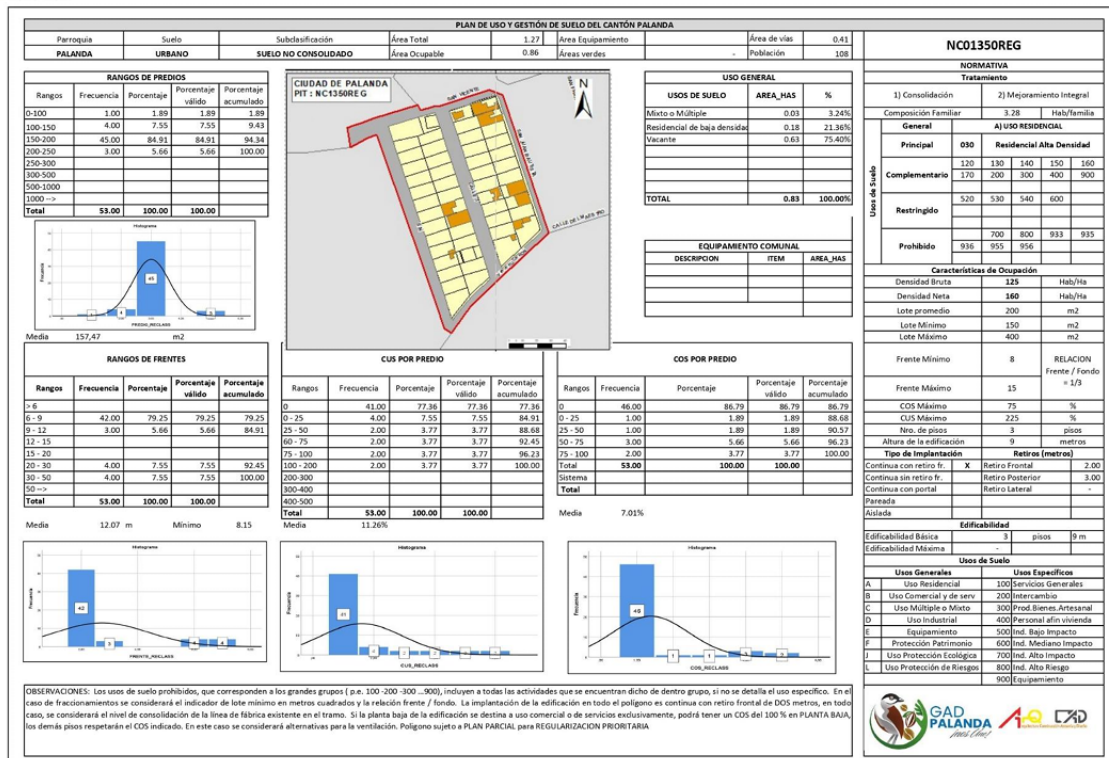 PLAN DE USO Y GESTIÓN DE SUELO DEL CANTÓN PALANDA
Parroquia Suelo Subclasificación Área Total 1.27 Area Equipamiento Área de vías 0.41
PALANDA URBANO SUELO NO CONSOLIDADO Área Ocupable 0.86 Áreas verdes - Población 108
NC01350REG
RANGOS DE PREDIOS
Rangos Frecuencia Porcentaje Porcentaje válido Porcentaje acumulado
0-100 1.00 1.89 1.89 1.89
100-150 4.00 7.55 7.55 9.43
150-200 45.00 84.91 84.91 94.34
200-250 3.00 5.66 5.66 100.00
250-300
300-500
500-1000
1000 -->
Total 53.00 100.00 100.00
Histograma
Frecuencia
45
4
PREDIO_RECLASS
Media 157,47 m2
CIUDAD DE PALANDA
PIT : NC1350REG
N
SAN VICENTE
USO GENERAL
USOS DE SUELO AREA_HAS %
Mixto o Múltiple 0.03 3.24%
Residencial de baja densidad 0.18 21.36%
Vacante 0.63 75.40%
TOTAL 0.83 100.00%
EQUIPAMIENTO COMUNAL
DESCRIPCION ITEM AREA_HAS
RANGOS DE FRENTES
Rangos Frecuencia Porcentaje Porcentaje válido Porcentaje acumulado
> 6
6 - 9 42.00 79.25 79.25 79.25
9 - 12 3.00 5.66 5.66 84.91
12 - 15
15 - 20
20 - 30 4.00 7.55 7.55 92.45
30 - 50 4.00 7.55 7.55 100.00
50 -->
Total 53.00 100.00 100.00
Media 12.07 m Mínimo 8.15
Histograma
Frecuencia
42
3
4
FRENTE_RECLASS
CUS POR PREDIO
Rangos Frecuencia Porcentaje Porcentaje válido Porcentaje acumulado
0 41.00 77.36 77.36 77.36
0 - 25 4.00 7.55 7.55 84.91
25 - 50 2.00 3.77 3.77 88.68
60 - 75 2.00 3.77 3.77 92.45
75 - 100 2.00 3.77 3.77 96.23
100 - 200 2.00 3.77 3.77 100.00
200-300
300-400
400-500
Total 53.00 100.00 100.00
Media 11.26%
Histograma
Frecuencia
41
CUS_RECLASS
COS POR PREDIO
Rangos Frecuencia Porcentaje Porcentaje válido Porcentaje acumulado
0 46.00 86.79 86.79 86.79
0 - 25 1.00 1.89 1.89 88.68
25 - 50 1.00 1.89 1.89 90.57
50 - 75 3.00 5.66 5.66 96.23
75 - 100 2.00 3.77 3.77 100.00
Total 53.00 100.00 100.00
Sistema
Total
Media 7.01%
Histograma
Frecuencia
46
COS_RECLASS
NORMATIVA
Tratamiento
1) Consolidación 2) Mejoramiento Integral
Composición Familiar 3.28 Hab/familia
Usos de Suelo
General A) USO RESIDENCIAL
Principal 030 Residencial Alta Densidad
Complementario 120 130 140 150 160
170 200 300 400 900
Restringido 520 530 540 600
Prohibido 700 800 933 935
936 955 956
Características de Ocupación
Densidad Bruta 125 Hab/Ha
Densidad Neta 160 Hab/Ha
Lote promedio 200 m2
Lote Mínimo 150 m2
Lote Máximo 400 m2
Frente Mínimo 8 RELACION Frente / Fondo = 1/3
Frente Máximo 15
COS Máximo 75 %
CUS Máximo 225 %
Nro. de pisos 3 pisos
Altura de la edificación 9 metros
Tipo de Implantación Retiros (metros)
Continua con retiro fr. X Retiro Frontal 2.00
Continua sin retiro fr. Retiro Posterior 3.00
Continua con portal Retiro Lateral -
Pareada
Aislada
Edificabilidad
Edificabilidad Básica 3 pisos 9 m
Edificabilidad Máxima -
Usos de Suelo
Usos Generales Usos Específicos
A Uso Residencial 100 Servicios Generales
B Uso Comercial y de serv 200 Intercambio
C Uso Múltiple o Mixto 300 Prod.Bienes.Artesanal
D Uso Industrial 400 Personal afin vivienda
E Equipamiento 500 Ind. Bajo Impacto
F Protección Patrimonio 600 Ind. Mediano Impacto
J Uso Protección Ecológica 700 Ind. Alto Impacto
L Uso Protección de Riesgos 800 Ind. Alto Riesgo
900 Equipamiento
OBSERVACIONES: Los usos de suelo prohibidos, que corresponden a los grandes grupos ( p.e. 100 -200 -300 ...900), incluyen a todas las actividades que se encuentran dicho de dentro grupo, si no se detalla el uso específico. En el
caso de fraccionamientos se considerará el indicador de lote mínimo en metros cuadrados y la relación frente / fondo. La implantación de la edificación en todo el polígono es continua con retiro frontal de DOS metros, en todo
caso, se considerará el nivel de consolidación de la línea de fábrica existente en el tramo. Si la planta baja de la edificación se destina a uso comercial o de servicios exclusivamente, podrá tener un COS del 100 % en PLANTA BAJA,
los demás pisos respetarán el COS indicado. En este caso se considerará alternativas para la ventilación. Polígono sujeto a PLAN PARCIAL para REGULARIZACION PRIORITARIA
GAD
PALANDA